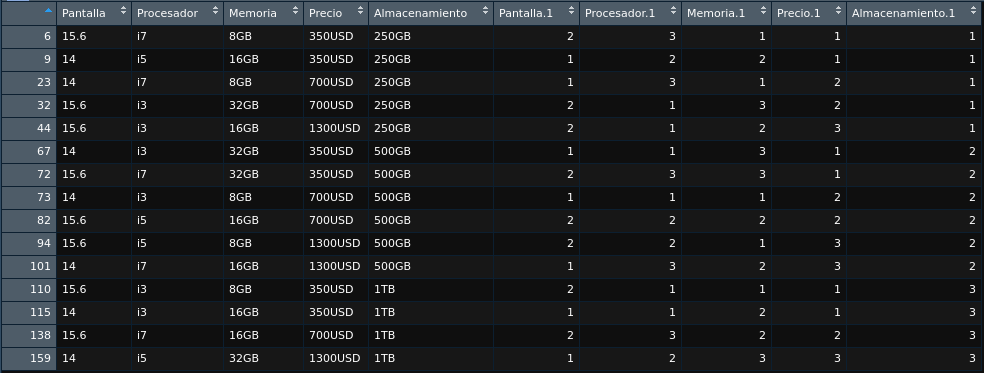 Pantalla Procesador Memoria Precio Almacenamiento Pantalla.1 Procesador.1 Memoria.1 Precio.1 Almacenamiento.1
6 15.6 i7 8GB 350USD 250GB 2 3 1 1 1
9 14 i5 16GB 350USD 250GB 1 2 2 1 1
23 14 i7 8GB 700USD 250GB 1 3 1 2 1
32 15.6 i3 32GB 700USD 250GB 2 1 3 2 1
44 15.6 i3 16GB 1300USD 250GB 2 1 2 3 1
67 14 i3 32GB 350USD 500GB 1 1 3 1 2
72 15.6 i7 32GB 350USD 500GB 2 3 3 1 2
73 14 i3 8GB 700USD 500GB 1 1 1 2 2
82 15.6 i5 16GB 700USD 500GB 2 2 2 2 2
94 15.6 i5 8GB 1300USD 500GB 2 2 1 3 2
101 14 i7 16GB 1300USD 500GB 1 3 2 3 2
110 15.6 i3 8GB 350USD 1TB 2 1 1 1 3
115 14 i3 16GB 350USD 1TB 1 1 2 1 3
138 15.6 i7 16GB 700USD 1TB 2 3 2 2 3
159 14 i5 32GB 1300USD 1TB 1 2 3 3 3